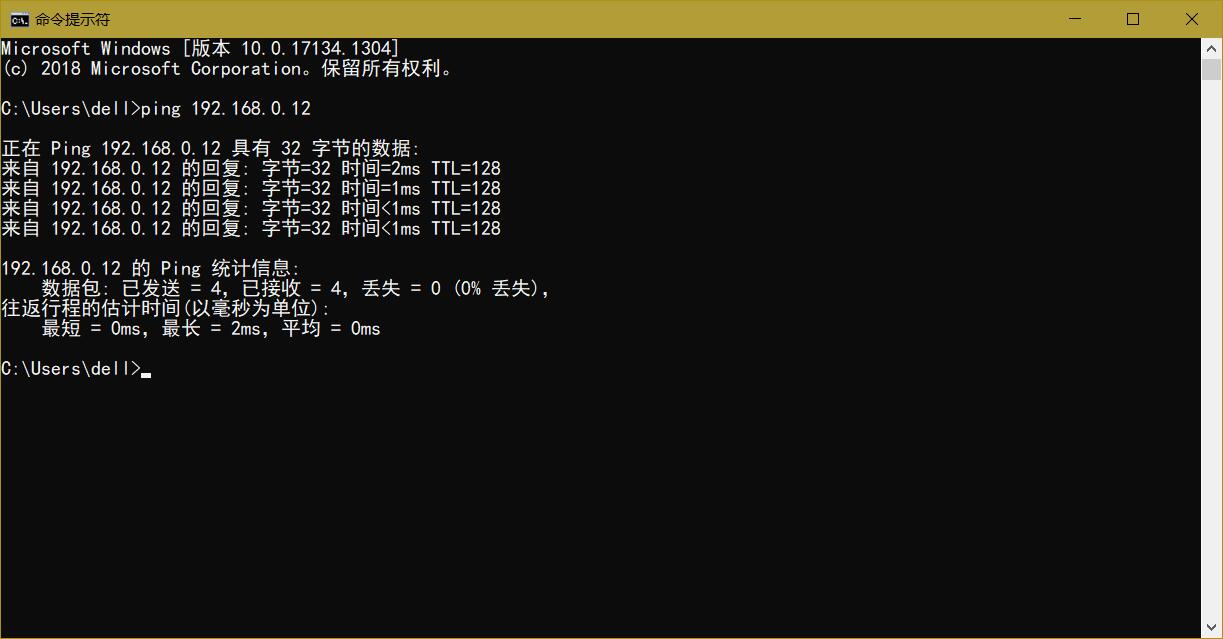 命令提示符
Microsoft Windows [版本 10.0.17134.1304]
(c) 2018 Microsoft Corporation。保留所有权利。
C:\Users\dell>ping 192.168.0.12
正在 Ping 192.168.0.12 具有 32 字节的数据:
来自 192.168.0.12 的回复: 字节=32 时间=2ms TTL=128
来自 192.168.0.12 的回复: 字节=32 时间=1ms TTL=128
来自 192.168.0.12 的回复: 字节=32 时间<1ms TTL=128
来自 192.168.0.12 的回复: 字节=32 时间<1ms TTL=128
192.168.0.12 的 Ping 统计信息:
数据包: 已发送 = 4，已接收 = 4，丢失 = 0 (0% 丢失)，
往返行程的估计时间(以毫秒为单位):
最短 = 0ms，最长 = 2ms，平均 = 0ms
C:\Users\dell>